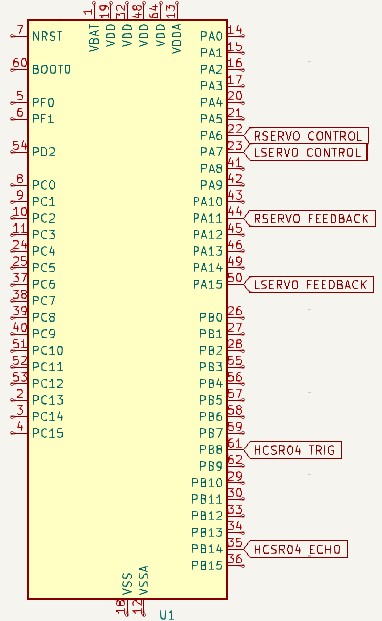 1 19 32 48 64 13
VBAT VDD VDD VDD VDD VDDA
7 NRST
60 BOOT0
5 PF0
6 PF1
54 PD2
8 PC0
9 PC1
10 PC2
11 PC3
24 PC4
25 PC5
37 PC6
38 PC7
39 PC8
40 PC9
51 PC10
52 PC11
53 PC12
2 PC13
3 PC14
4 PC15
PA0 14
PA1 15
PA2 16
PA3 17
PA4 20
PA5 21
PA6 22 RSERVO CONTROL
PA7 23 LSERVO CONTROL
PA8 41
PA9 42
PA10 43
PA11 44 RSERVO FEEDBACK
PA12 45
PA13 46
PA14 49
PA15 50 LSERVO FEEDBACK
PB0 26
PB1 27
PB2 28
PB3 55
PB4 56
PB5 57
PB6 58
PB7 59
PB8 61 HCSR04 TRIG
PB9 62
PB10 29
PB11 30
PB12 33
PB13 34
PB14 35 HCSR04 ECHO
PB15 36
VSS VSSA
18 12
U1